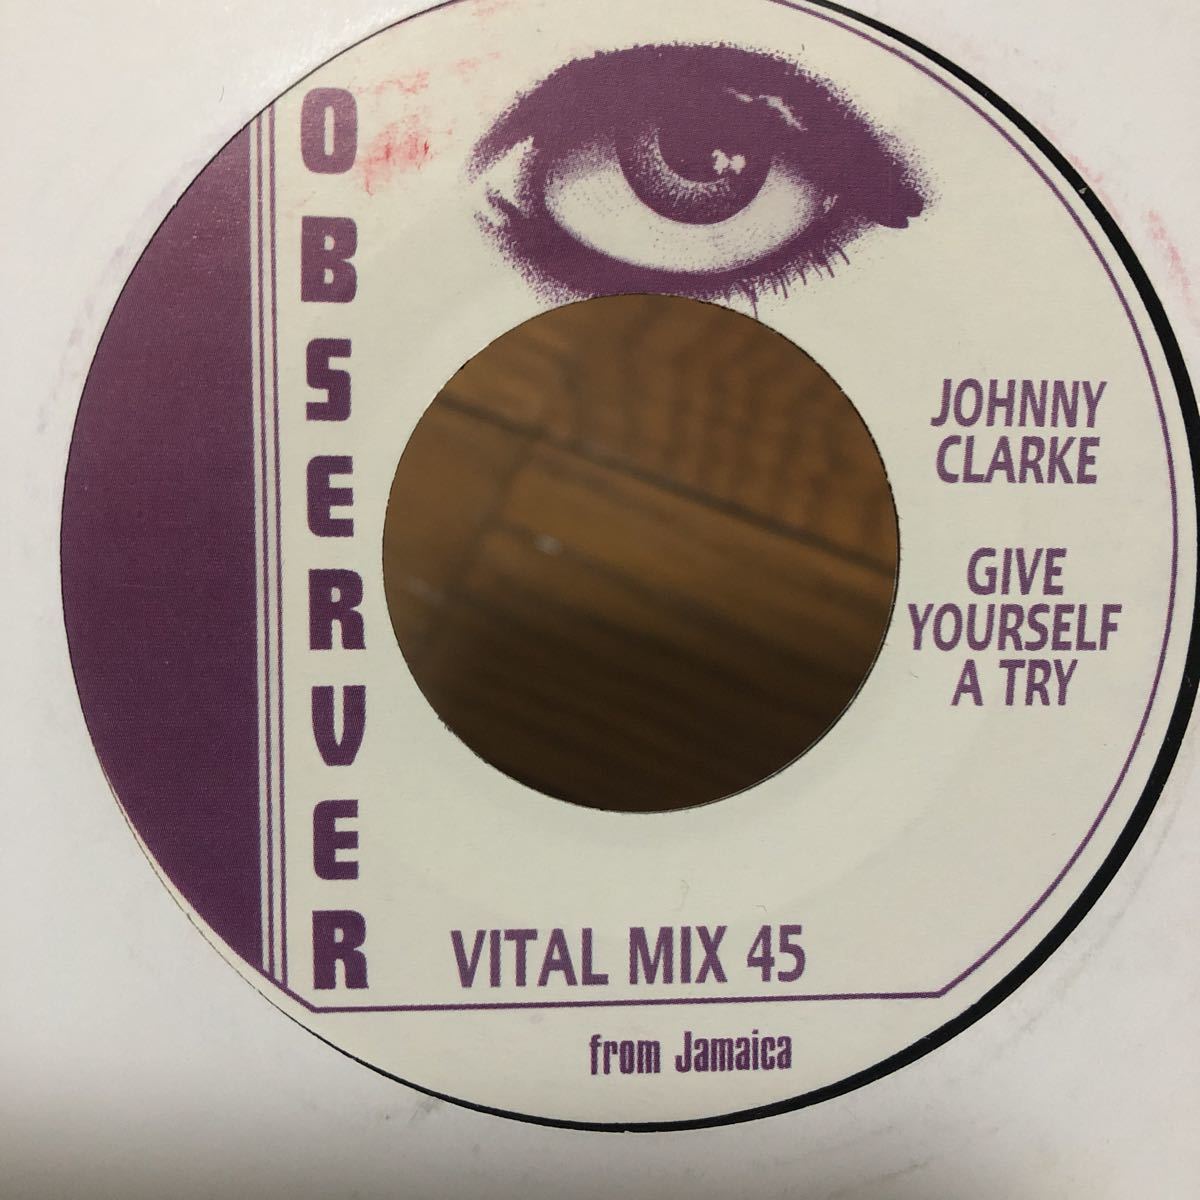 OBSERVER
JOHNNY
CLARKE
GIVE
YOURSELF
A TRY
VITAL MIX 45
from Jamaica